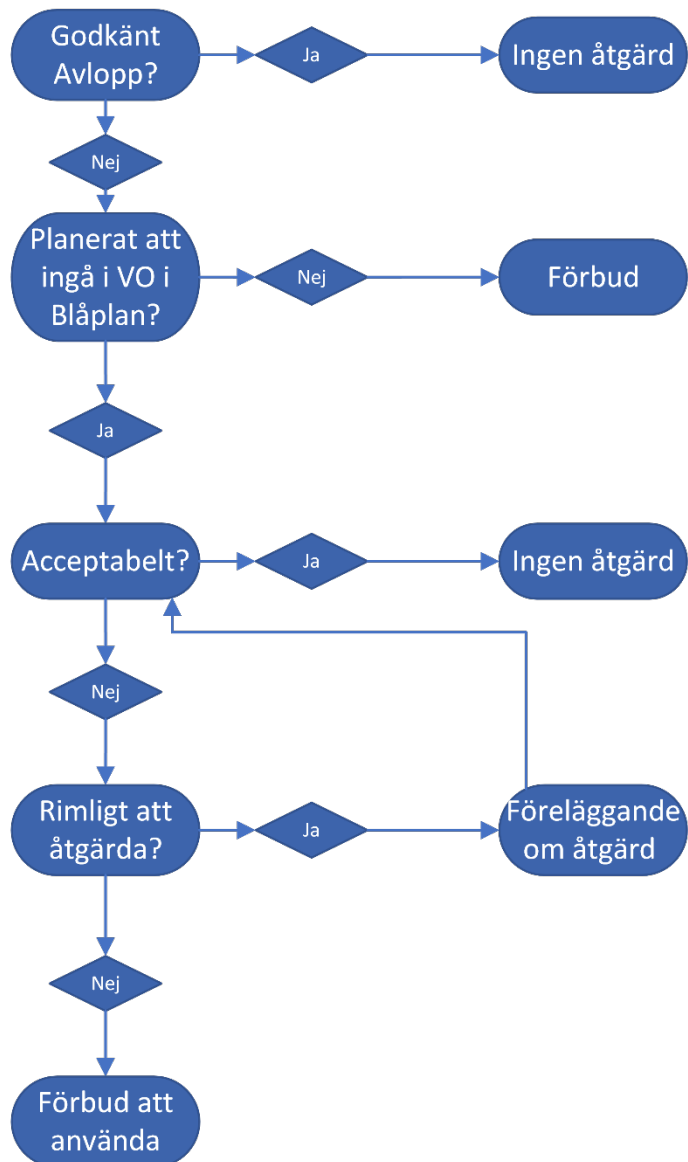 Godkänt
Avlopp?
Ja
Ingen åtgärd
Nej
Planerat att
ingå i VO i
Blåplan?
Nej
Förbud
Ja
Acceptabelt?
Ja
Ingen åtgärd
Nej
Rimligt att
åtgärda?
Ja
Föreläggande
om åtgärd
Nej
Förbud att
använda